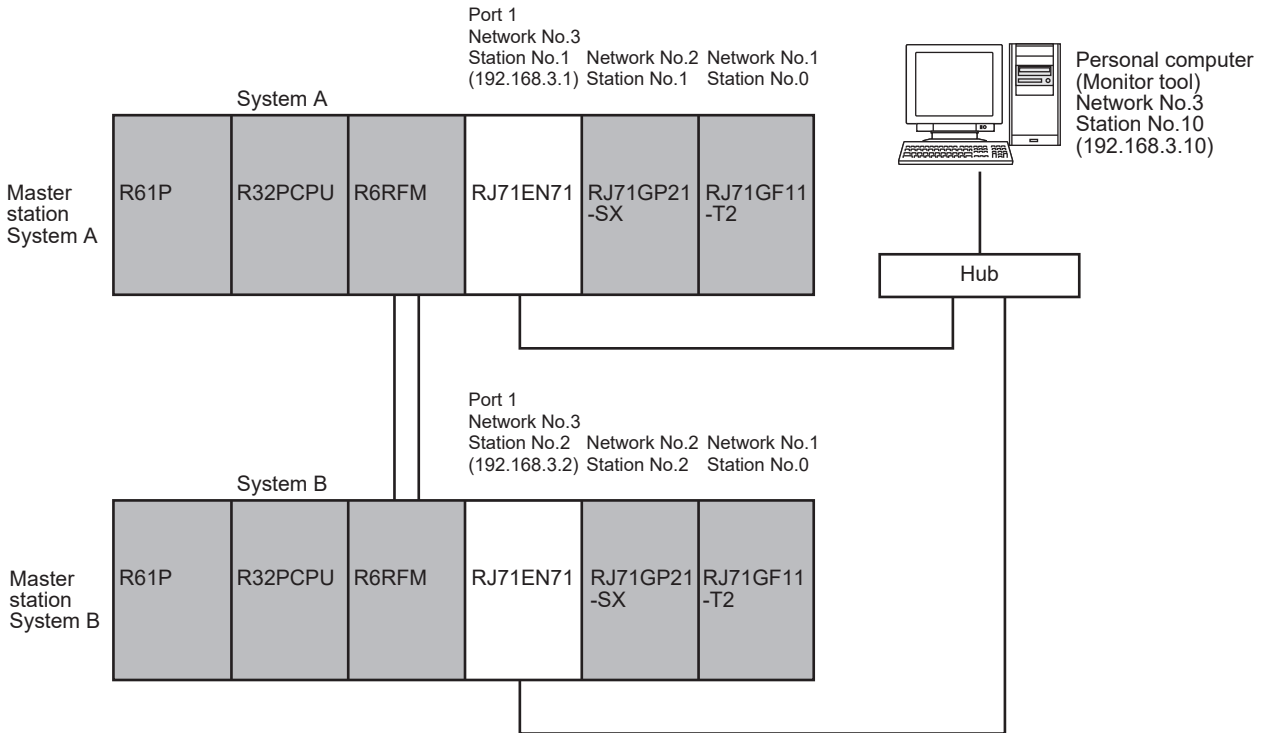 Port 1
Network No.3
Station No.1 Network No.2 Network No.1
(192.168.3.1) Station No.1 Station No.0
Personal computer
(Monitor tool)
Network No.3
Station No.10
(192.168.3.10)
System A
Master
station
System A
R61P R32PCPU R6RFM RJ71EN71 RJ71GP21 RJ71GF11
-SX -T2
Hub
Port 1
Network No.3
Station No.2 Network No.2 Network No.1
(192.168.3.2) Station No.2 Station No.0
System B
Master
station
System B
R61P R32PCPU R6RFM RJ71EN71 RJ71GP21 RJ71GF11
-SX -T2